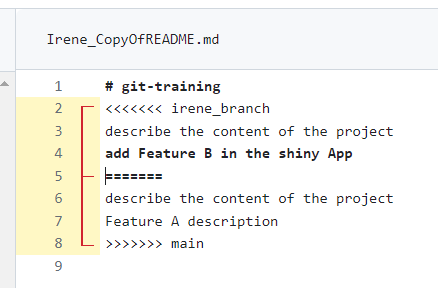 Irene_CopyOfREADME.md
1 # git-training
2 <<<<<<< irene_branch
3 describe the content of the project
4 add Feature B in the shiny App
5 =======
6 describe the content of the project
7 Feature A description
8 >>>>>>> main
9